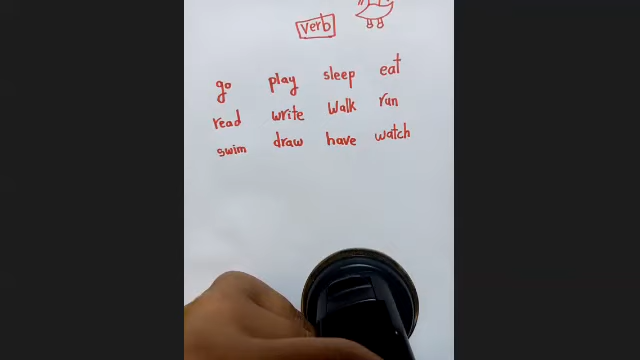 verb
go play sleep eat
read write walk run
swim draw have watch